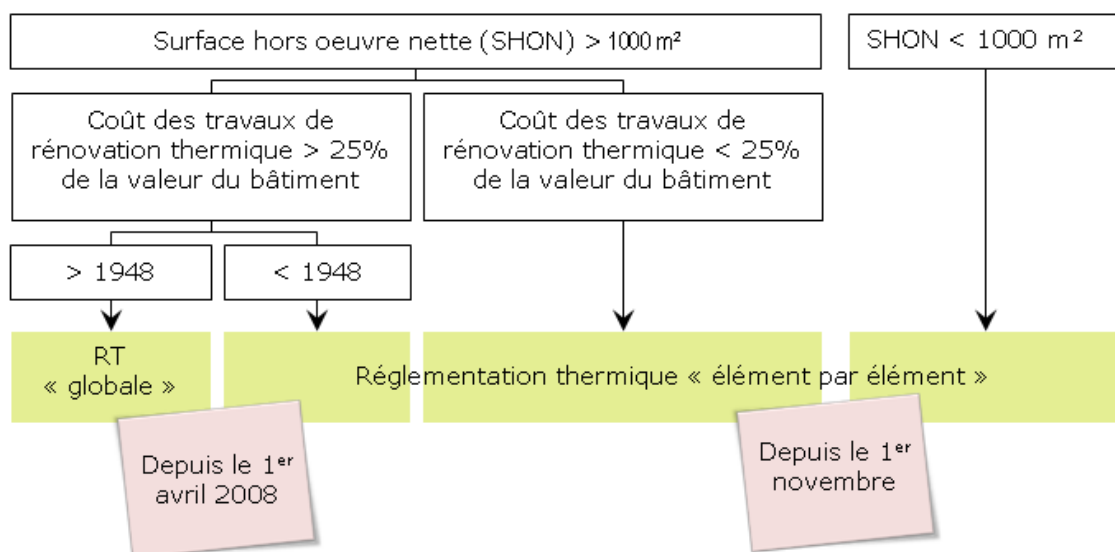 Surface hors oeuvre nette (SHON) > 1000 m²
SHON < 1000 m²
Coût des travaux de
rénovation thermique > 25%
de la valeur du bâtiment
Coût des travaux de
rénovation thermique < 25%
de la valeur du bâtiment
> 1948
< 1948
RT
« globale »
Réglementation thermique « élément par élément »
Depuis le 1er
avril 2008
Depuis le 1er
novembre